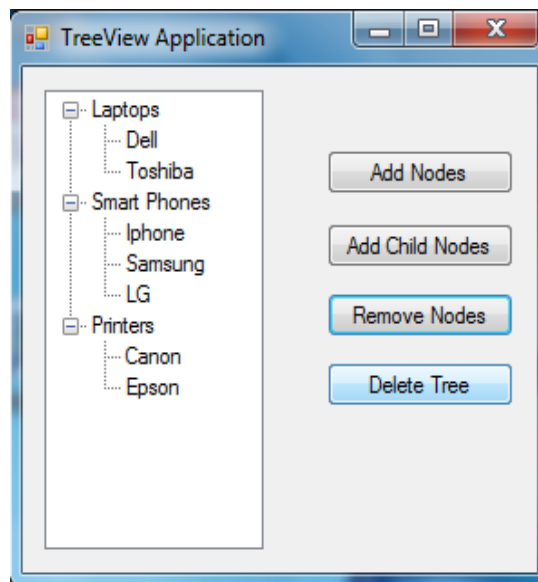 TreeView Application
Laptops
Dell
Toshiba
Smart Phones
Iphone
Samsung
LG
Printers
Canon
Epson
Add Nodes
Add Child Nodes
Remove Nodes
Delete Tree